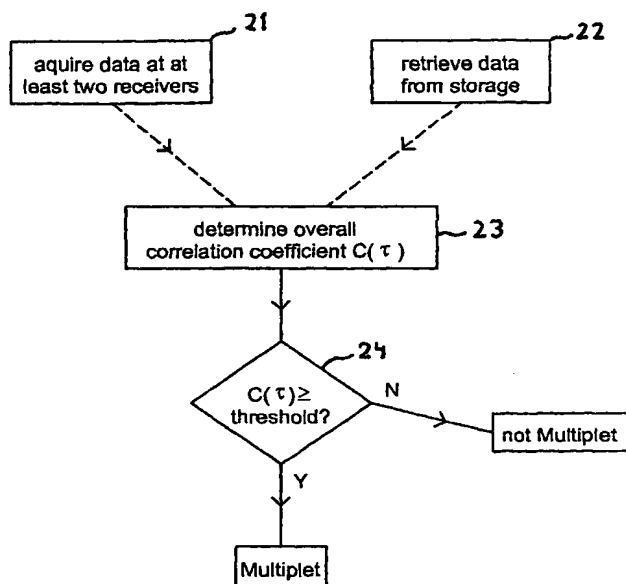 21
aquire data at at
least two receivers
22
retrieve data
from storage
determine overall
correlation coefficient C(τ)
23
24
C(τ)≥
threshold?
N
not Multiplet
Y
Multiplet